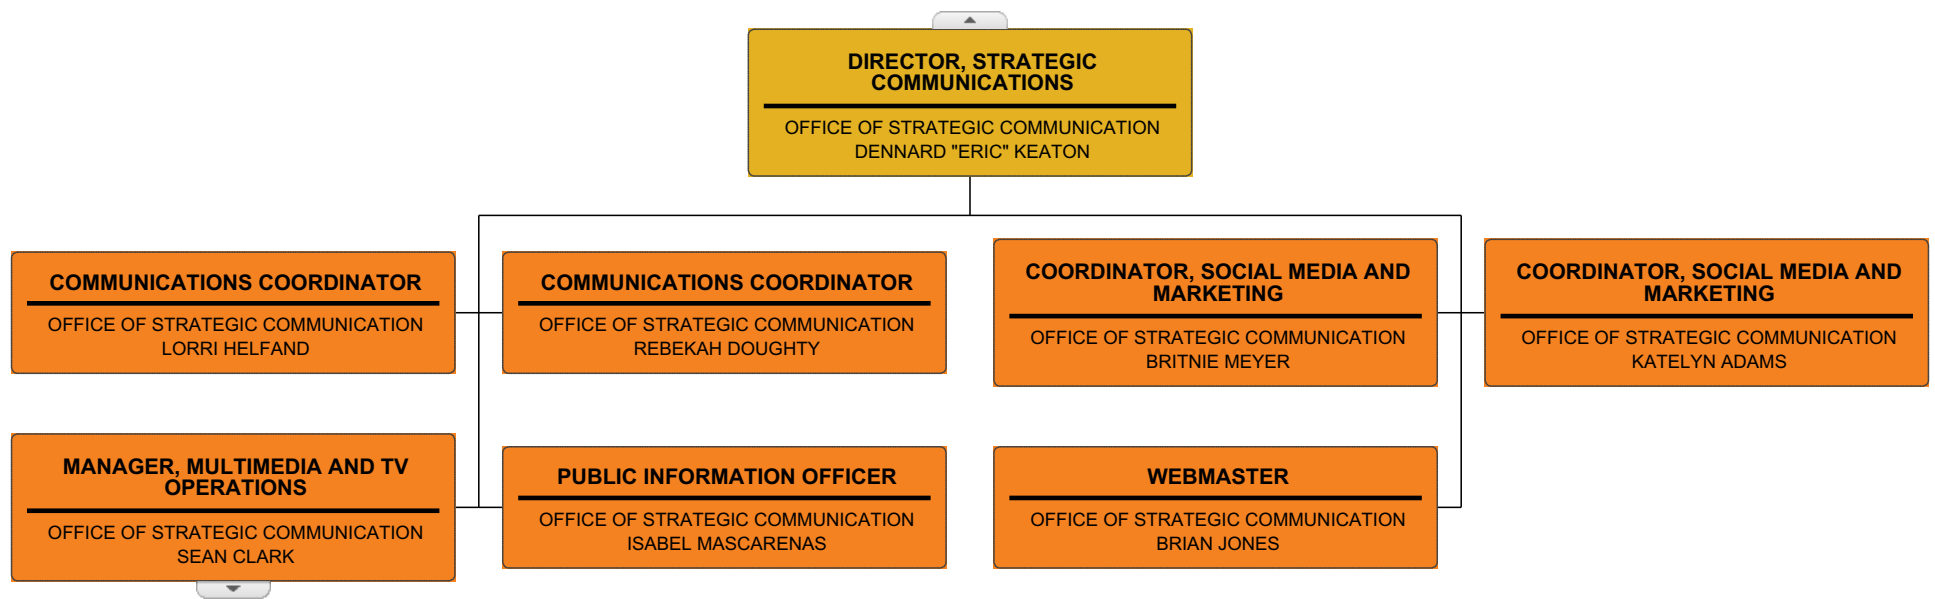 DIRECTOR, STRATEGIC
COMMUNICATIONS
OFFICE OF STRATEGIC COMMUNICATION
DENNARD "ERIC" KEATON
COMMUNICATIONS COORDINATOR
OFFICE OF STRATEGIC COMMUNICATION
LORRI HELFAND
COMMUNICATIONS COORDINATOR
OFFICE OF STRATEGIC COMMUNICATION
REBEKAH DOUGHTY
COORDINATOR, SOCIAL MEDIA AND
MARKETING
OFFICE OF STRATEGIC COMMUNICATION
BRITNIE MEYER
COORDINATOR, SOCIAL MEDIA AND
MARKETING
OFFICE OF STRATEGIC COMMUNICATION
KATELYN ADAMS
MANAGER, MULTIMEDIA AND TV
OPERATIONS
OFFICE OF STRATEGIC COMMUNICATION
SEAN CLARK
PUBLIC INFORMATION OFFICER
OFFICE OF STRATEGIC COMMUNICATION
ISABEL MASCARENAS
WEBMASTER
OFFICE OF STRATEGIC COMMUNICATION
BRIAN JONES